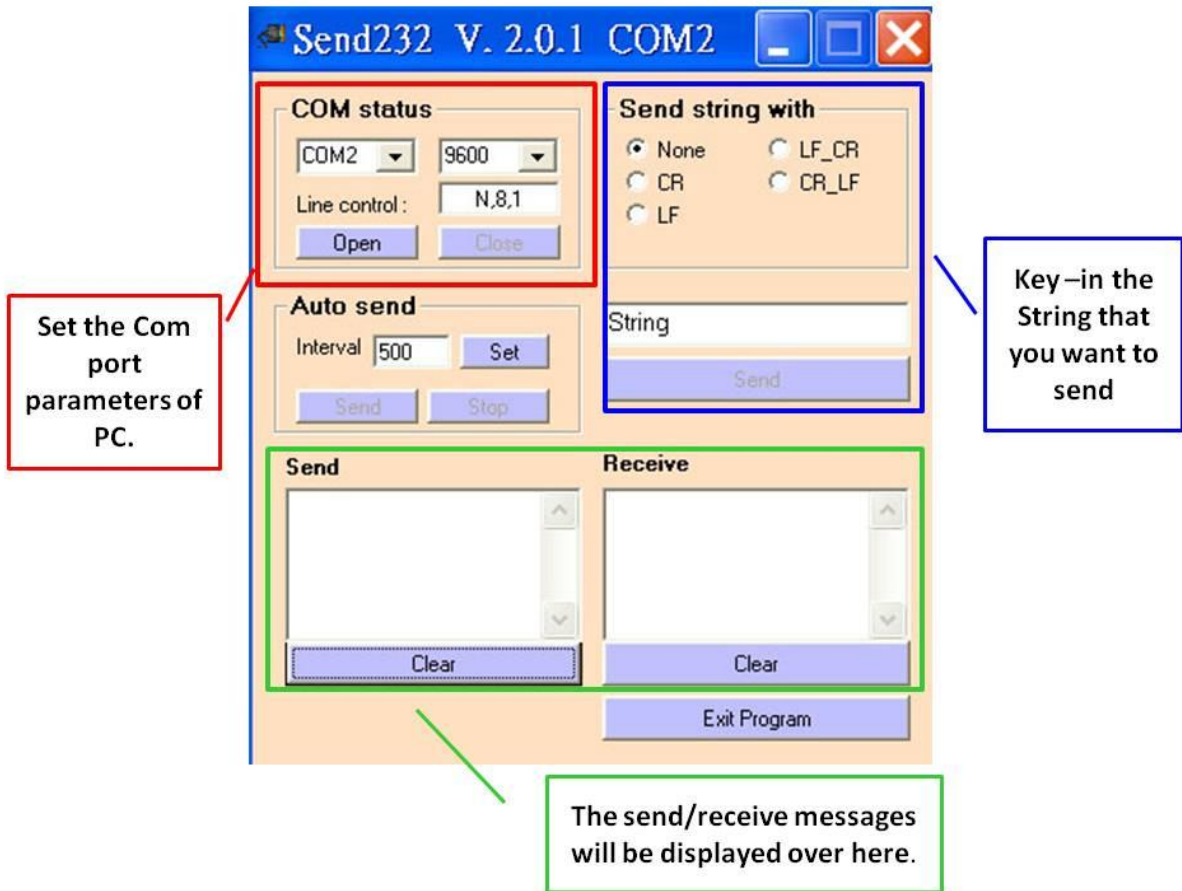 Send232 V. 2.0.1 COM2
COM status
COM2
9600
Line control :
N,8,1
Open
Close
Send string with
None
LF_CR
CR
CR_LF
LF
String
Send
Auto send
Interval
500
Set
Send
Stop
Send
Receive
Clear
Clear
Exit Program
Set the Com
port
parameters of
PC.
Key –in the
String that
you want to
send
The send/receive messages
will be displayed over here.